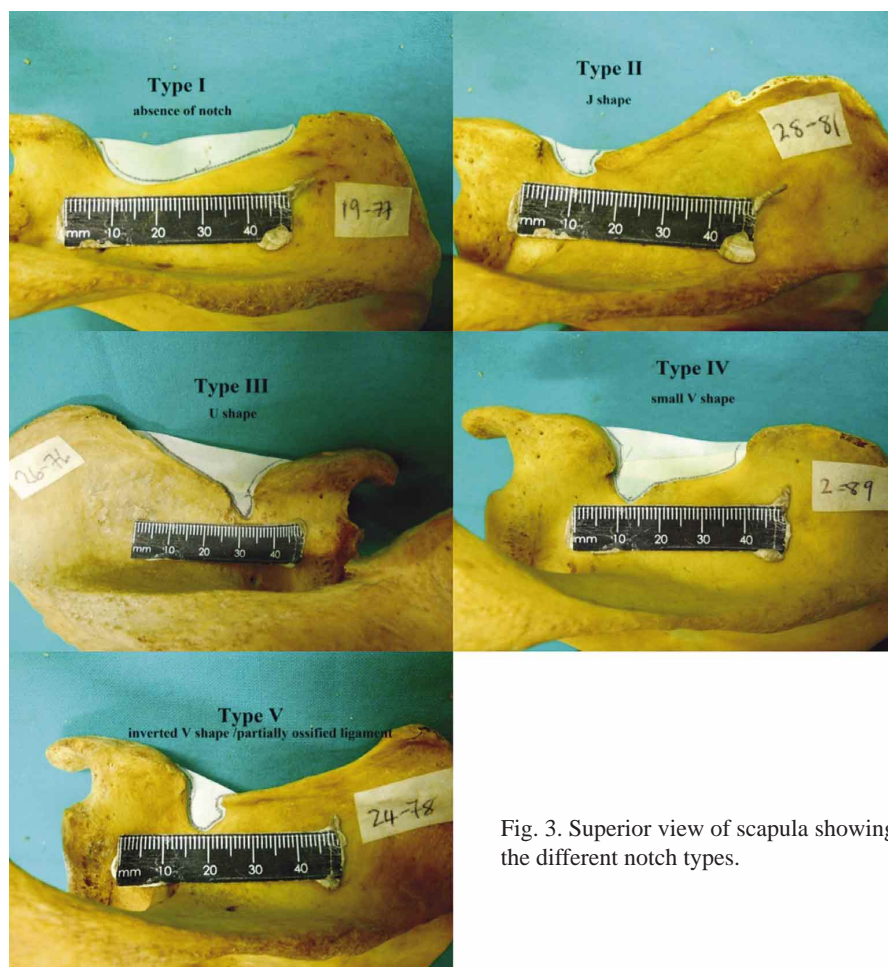 Type I
absence of notch
mm 10 20 30 40
19-77
Type II
J shape
28-81
mm 10 20 30 40
Type III
U shape
26-76
mm 10 20 30 40
Type IV
small V shape
2-89
mm 10 20 30 40
Type V
inverted V shape /partially ossified ligament
24-78
mm 10 20 30 40
Fig. 3. Superior view of scapula showing
the different notch types.